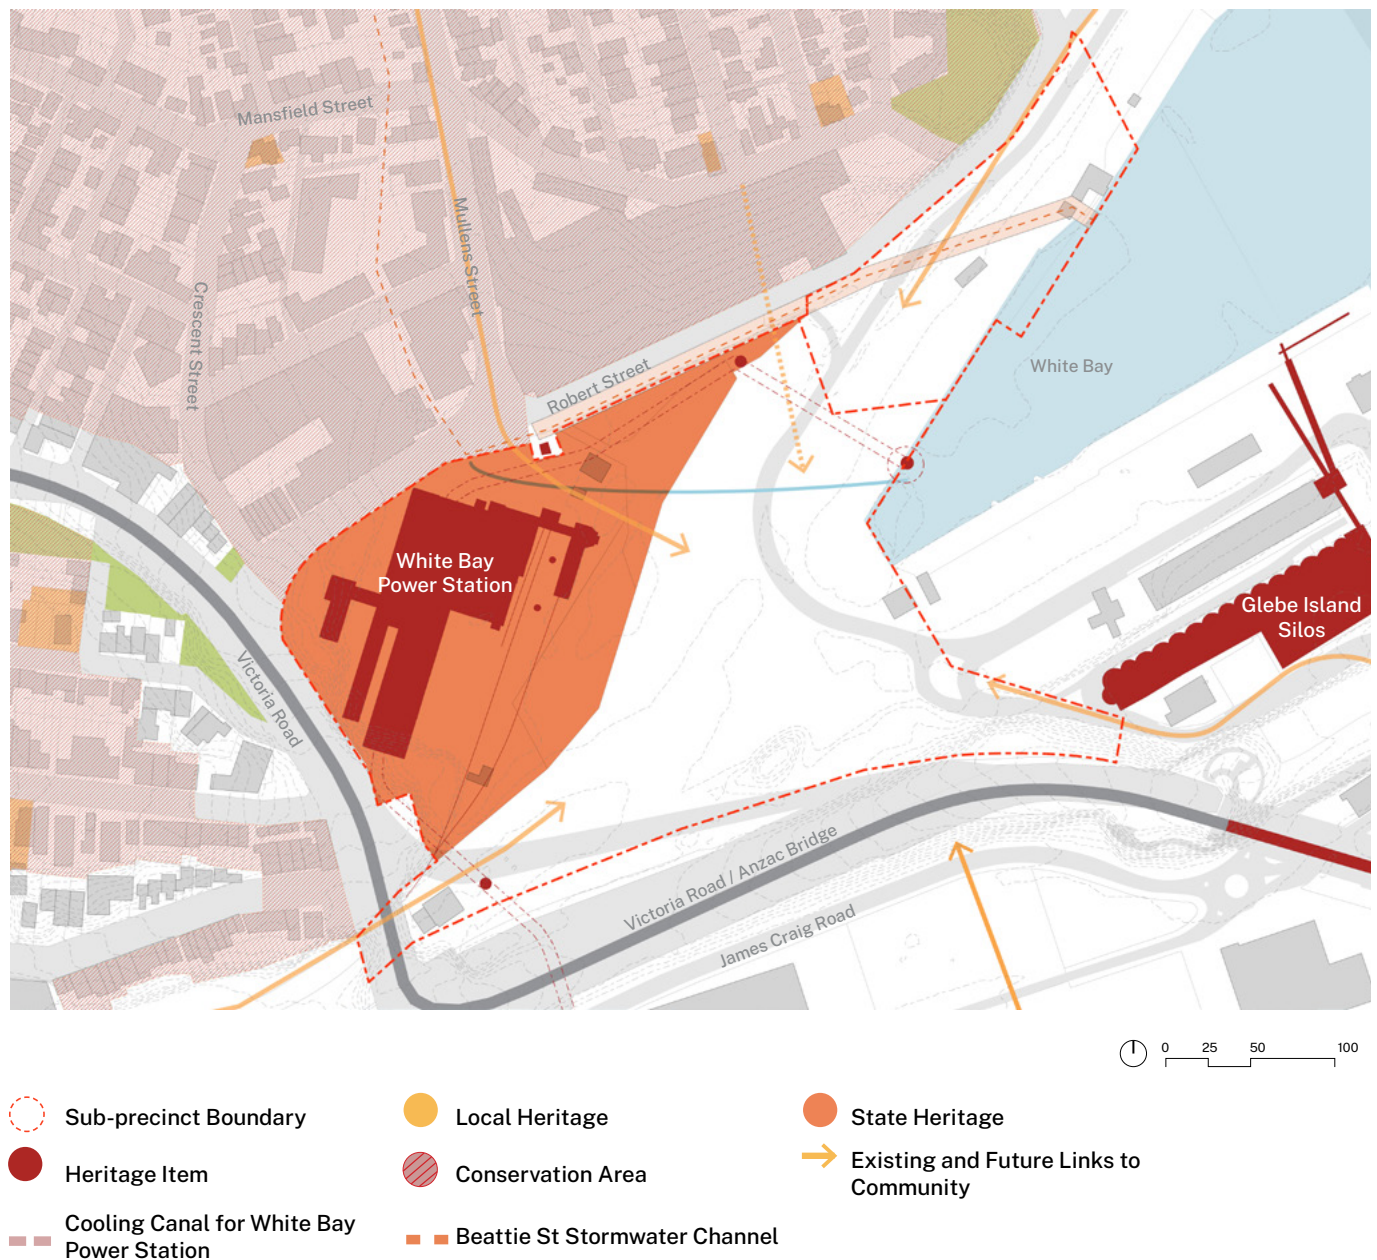 Mansfield Street
Mullens Street
Crescent Street
Robert Street
White Bay
White Bay
Power Station
Glebe Island
Silos
Victoria Road
Victoria Road / Anzac Bridge
James Craig Road
0 25 50 100
Sub-precinct Boundary
Local Heritage
State Heritage
Heritage Item
Conservation Area
Existing and Future Links to
Community
Cooling Canal for White Bay
Power Station
Beattie St Stormwater Channel